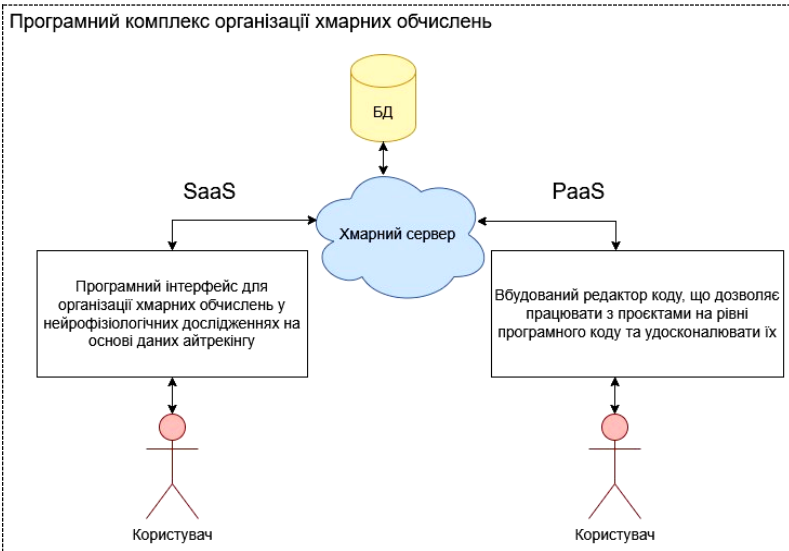 Програмний комплекс організації хмарних обчислень
БД
SaaS
PaaS
Хмарний сервер
Програмний інтерфейс для
організації хмарних обчислень у
нейрофізіологічних дослідженнях на
основі даних айтрекінгу
Вбудований редактор коду, що дозволяє
працювати з проєктами на рівні
програмного коду та удосконалювати їх
Користувач
Користувач